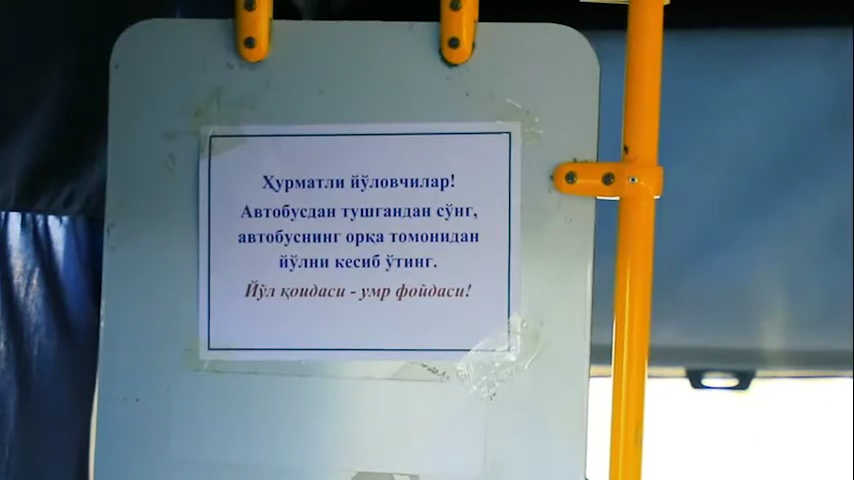 Ҳурматли йўловчилар!
Автобусдан тушгандан сўнг,
автобуснинг орқа томонидан
йўлни кесиб ўтинг.
Йўл қоидаси - умр фойдаси!